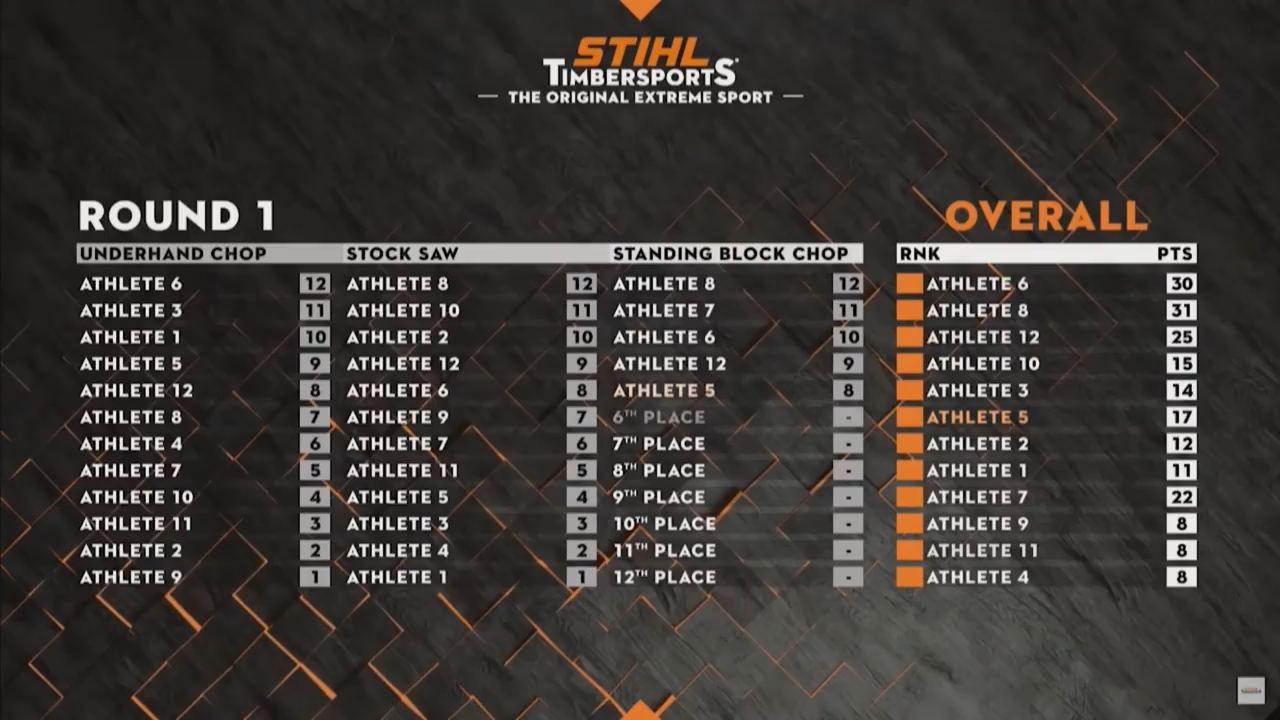 STIHL
TIMBERSPORTS®
THE ORIGINAL EXTREME SPORT
ROUND 1 OVERALL
UNDERHAND CHOP STOCK SAW STANDING BLOCK CHOP RNK PTS
ATHLETE 6 12 ATHLETE 8 12 ATHLETE 8 12 ATHLETE 6 30
ATHLETE 3 11 ATHLETE 10 11 ATHLETE 7 11 ATHLETE 8 31
ATHLETE 1 10 ATHLETE 2 10 ATHLETE 6 10 ATHLETE 12 25
ATHLETE 5 9 ATHLETE 12 9 ATHLETE 12 9 ATHLETE 10 15
ATHLETE 12 8 ATHLETE 6 8 ATHLETE 5 8 ATHLETE 3 14
ATHLETE 8 7 ATHLETE 9 7 6TH PLACE - ATHLETE 5 17
ATHLETE 4 6 ATHLETE 7 6 7TH PLACE - ATHLETE 2 12
ATHLETE 7 5 ATHLETE 11 5 8TH PLACE - ATHLETE 1 11
ATHLETE 10 4 ATHLETE 5 4 9TH PLACE - ATHLETE 7 22
ATHLETE 11 3 ATHLETE 3 3 10TH PLACE - ATHLETE 9 8
ATHLETE 2 2 ATHLETE 4 2 11TH PLACE - ATHLETE 11 8
ATHLETE 9 1 ATHLETE 1 1 12TH PLACE - ATHLETE 4 8